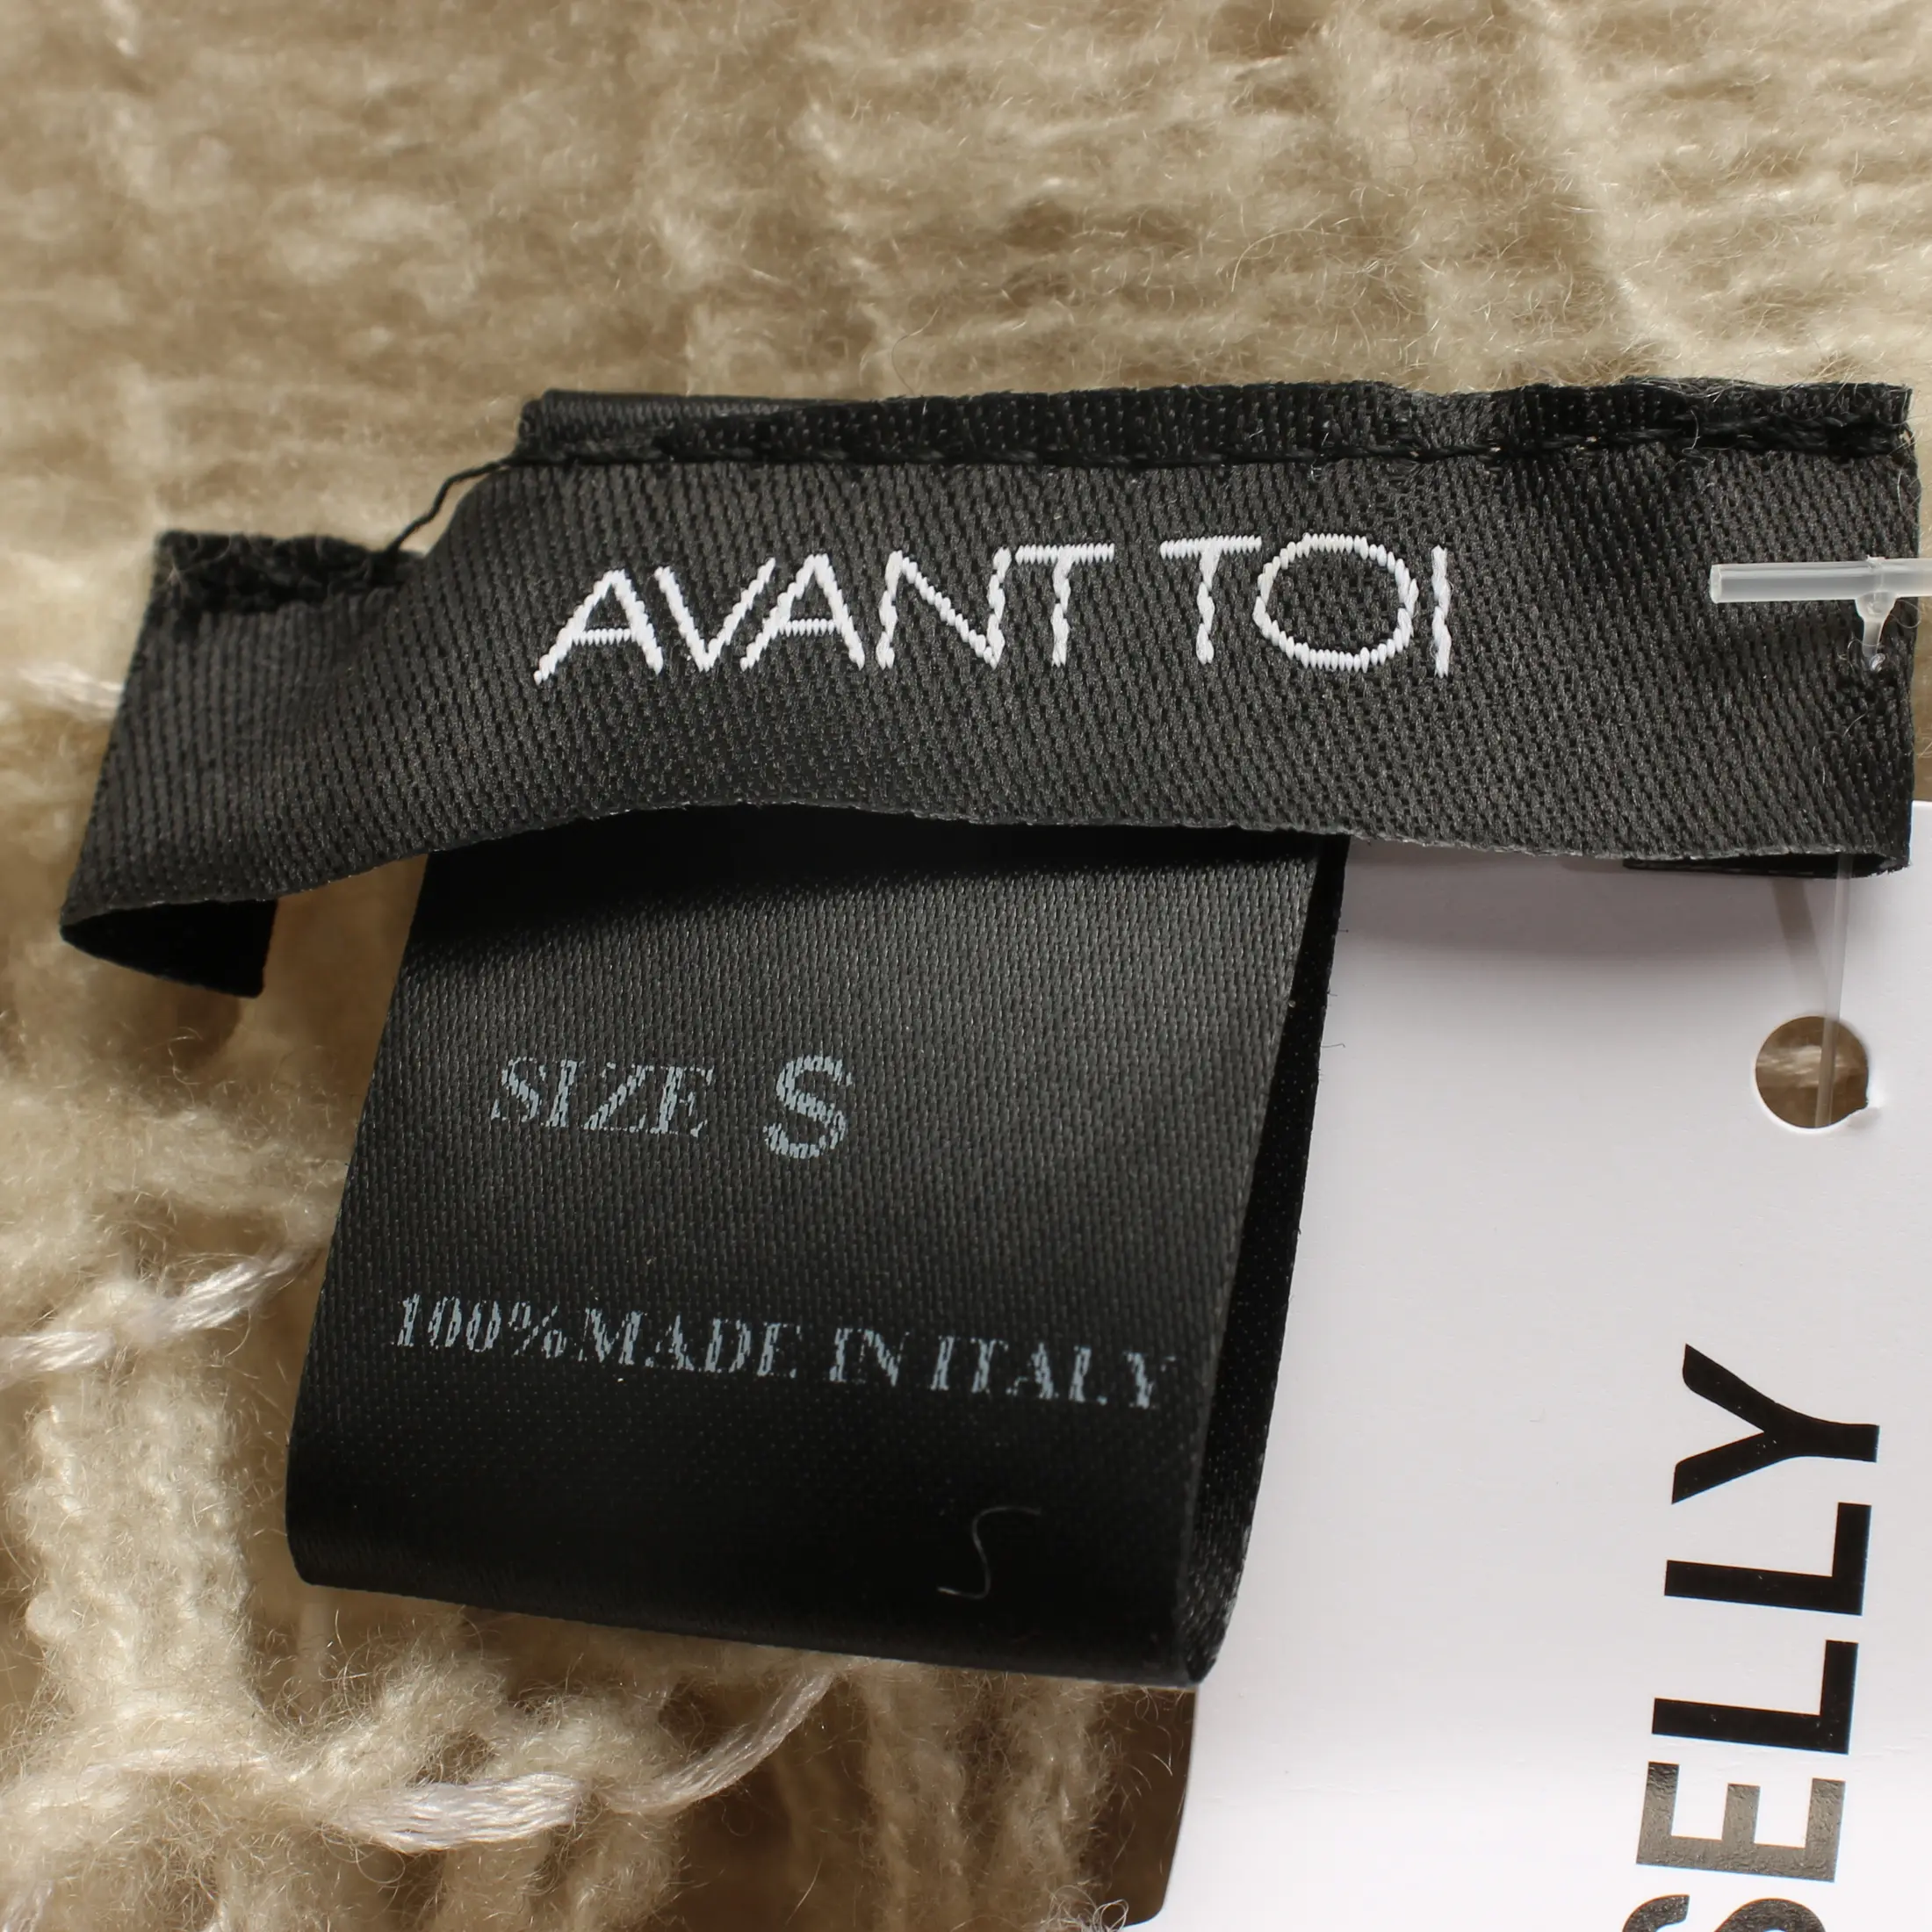 AVANT TOI
SIZE S
100% MADE IN ITALY
SELLY